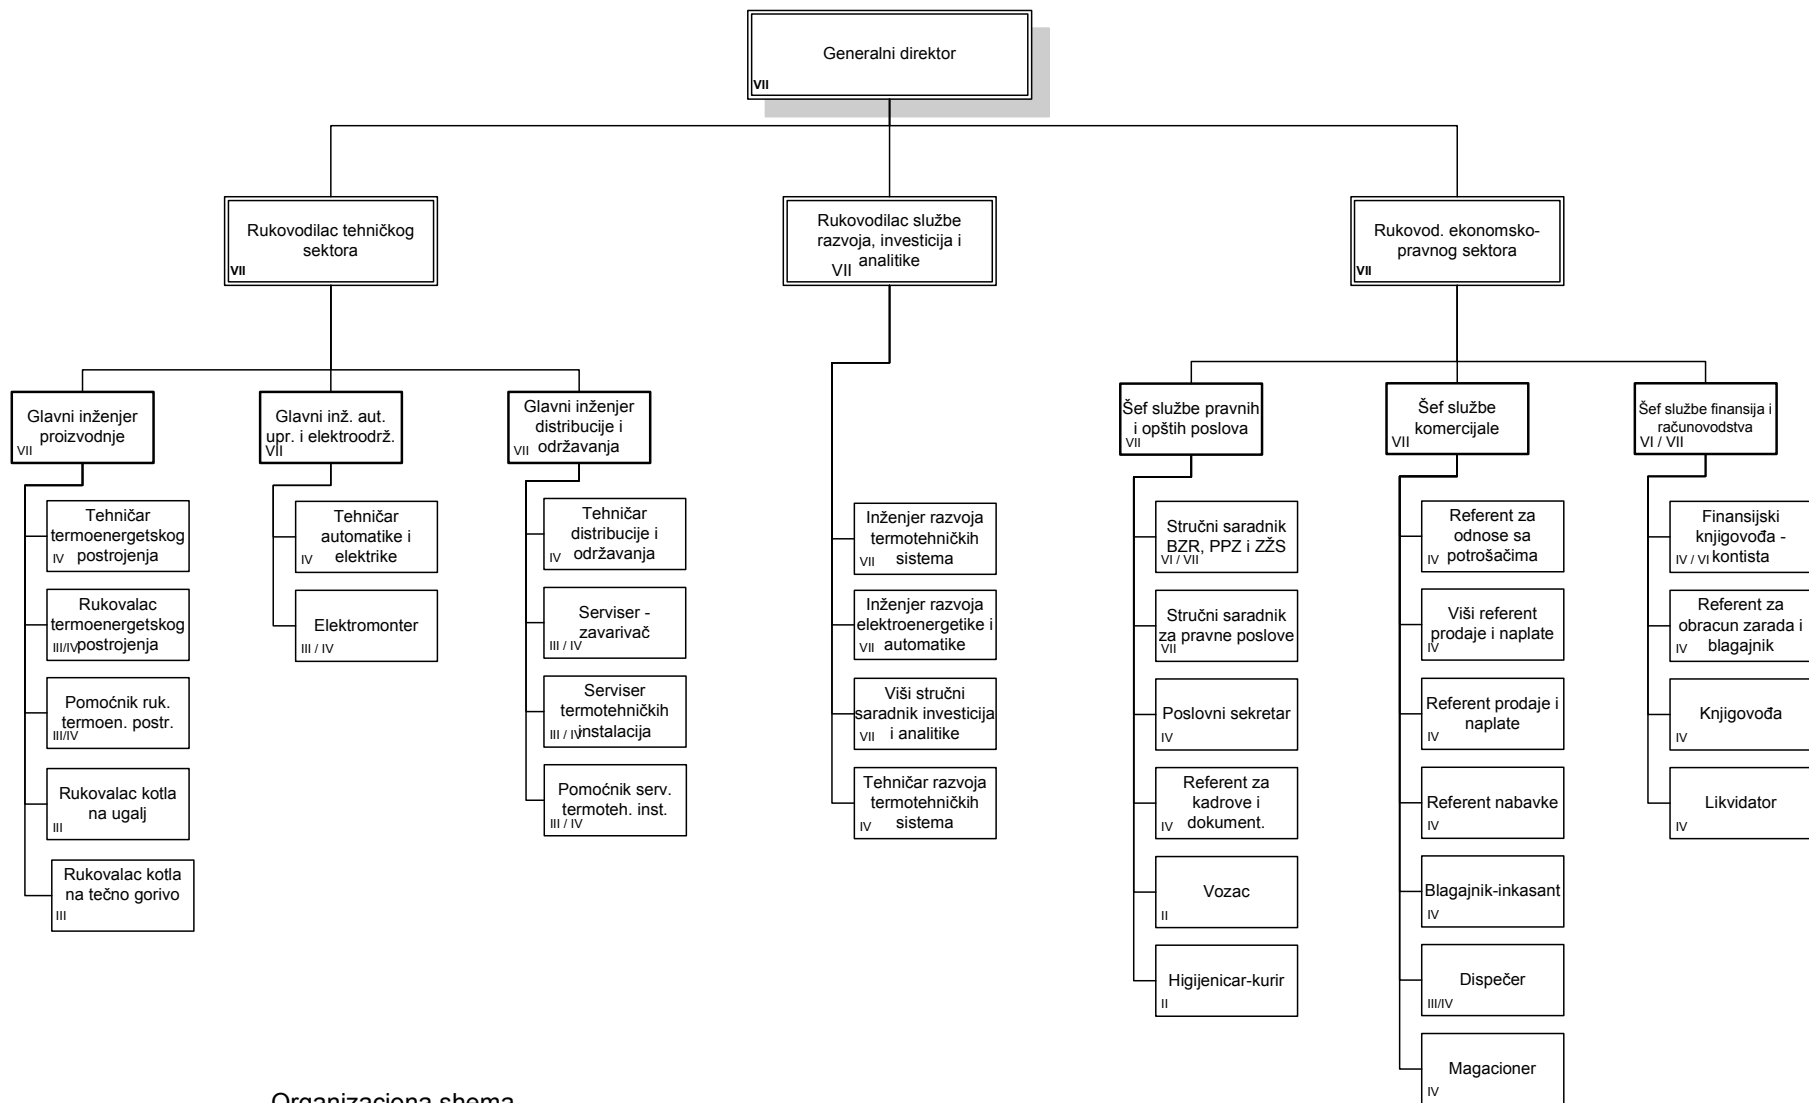 Generalni direktor
VII
Rukovodilac tehničkog
sektora
VII
Rukovodilac službe
razvoja, investicija i
analitike
VII
Rukovod. ekonomsko-
pravnog sektora
VII
Glavni inženjer
proizvodnje
VII
Glavni inž. aut.
upr. i elektroodrž.
VII
Glavni inženjer
distribucije i
održavanja
VII
Šef službe pravnih
i opštih poslova
VII
Šef službe
komercijale
VII
Šef službe finansija i
računovodstva
VI / VII
Tehničar
termoenergetskog
postrojenja
IV
Rukovalac
termoenergetskog
postrojenja
III/IV
Pomoćnik ruk.
termoen. postr.
III/IV
Rukovalac kotla
na ugalj
III
Rukovalac kotla
na tečno gorivo
III
Tehničar
automatike i
elektrike
IV
Elektromonter
III / IV
Tehničar
distribucije i
održavanja
IV
Serviser -
zavarivač
III / IV
Serviser
termotehničkih
instalacija
III / IV
Pomoćnik serv.
termoteh. inst.
III / IV
Inženjer razvoja
termotehničkih
sistema
VII
Inženjer razvoja
elektroenergetike i
automatike
VII
Viši stručni
saradnik investicija
i analitike
VII
Tehničar razvoja
termotehničkih
sistema
IV
Stručni saradnik
BZR, PPZ i ZŽS
VI / VII
Stručni saradnik
za pravne poslove
VII
Poslovni sekretar
IV
Referent za
kadrove i
dokument.
IV
Vozac
II
Higijenicar-kurir
II
Referent za
odnose sa
potrošačima
IV
Viši referent
prodaje i naplate
IV
Referent prodaje i
naplate
IV
Referent nabavke
IV
Blagajnik-inkasant
IV
Dispečer
III/IV
Magacioner
IV
Finansijski
knjigovođa -
kontista
IV / VI
Referent za
obracun zarada i
blagajnik
IV
Knjigovođa
IV
Likvidator
IV
Organizaciona shema